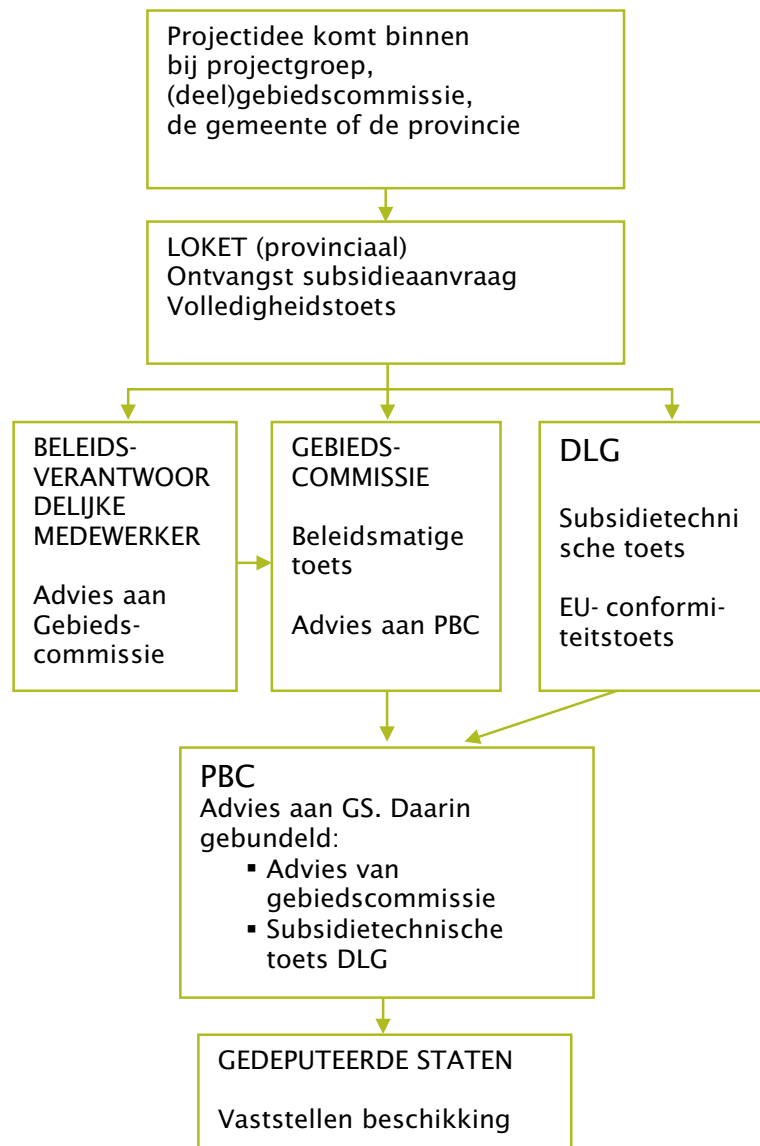 Projectidee komt binnen
bij projectgroep,
(deel)gebiedscommissie,
de gemeente of de provincie
LOKET (provinciaal)
Ontvangst subsidieaanvraag
Volledigheidstoets
BELEIDS-
VERANTWOOR
DELIJKE
MEDEWERKER
Advies aan
Gebieds-
commissie
GEBIEDS-
COMMISSIE
Beleidsmatige
toets
Advies aan PBC
DLG
Subsidietechni
sche toets
EU- conformi-
teitstoets
PBC
Advies aan GS. Daarin
gebundeld:
▪ Advies van
gebiedscommissie
▪ Subsidietechnische
toets DLG
GEDEPUTEERDE STATEN
Vaststellen beschikking